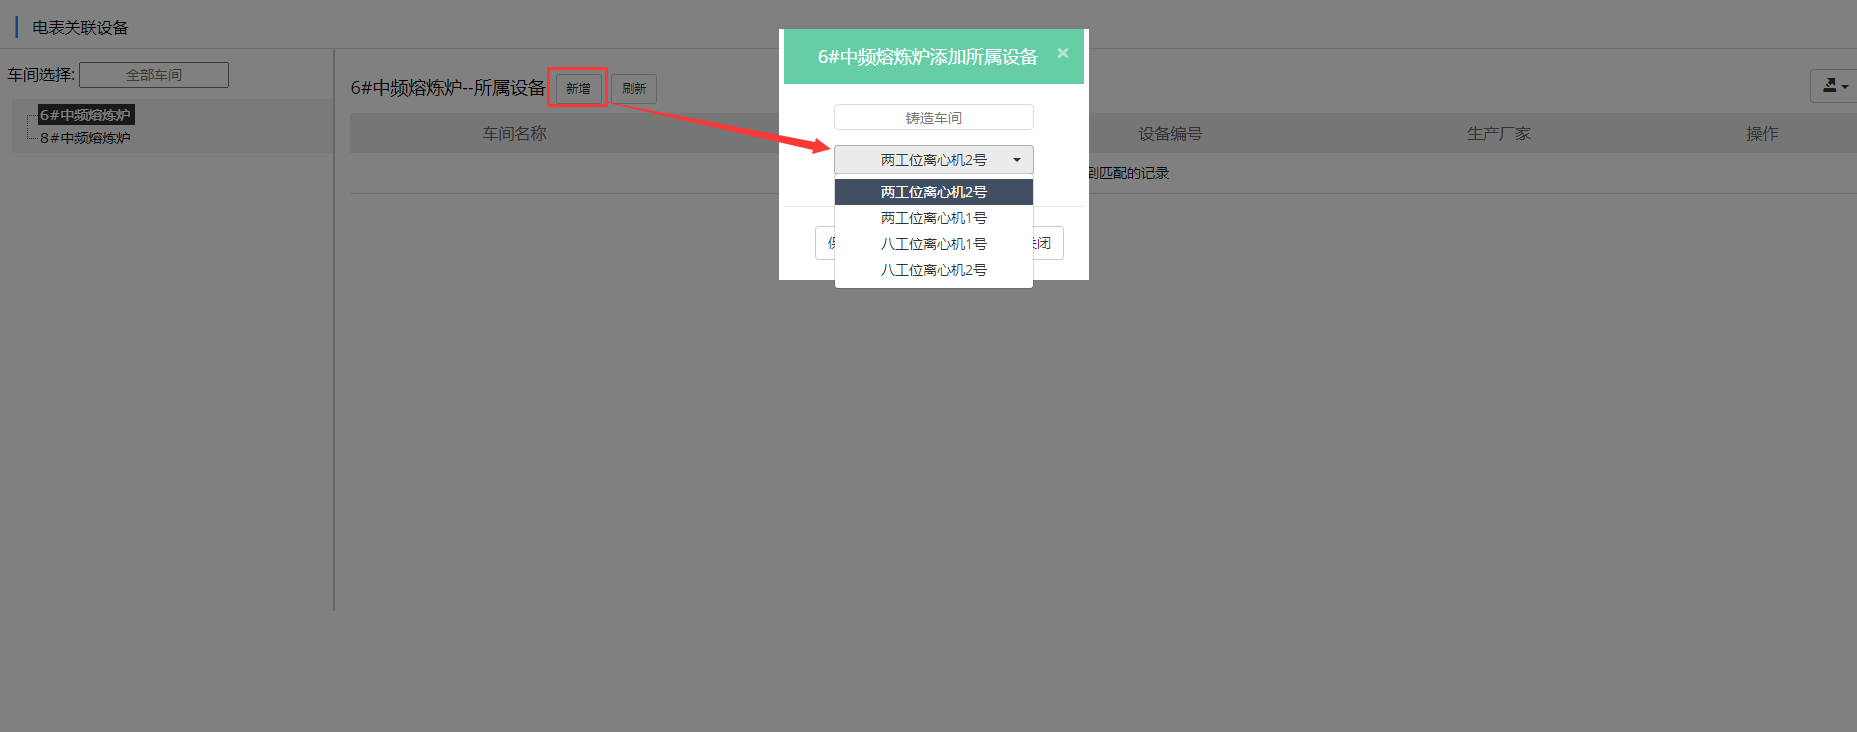 电表关联设备
车间选择: 全部车间
6#中频熔炼炉
8#中频熔炼炉
6#中频熔炼炉--所属设备 新增 刷新
车间名称 设备编号 生产厂家 操作
到匹配的记录
6#中频熔炼炉添加所属设备 ×
铸造车间
两工位离心机2号
两工位离心机2号
两工位离心机1号
八工位离心机1号
八工位离心机2号
闭